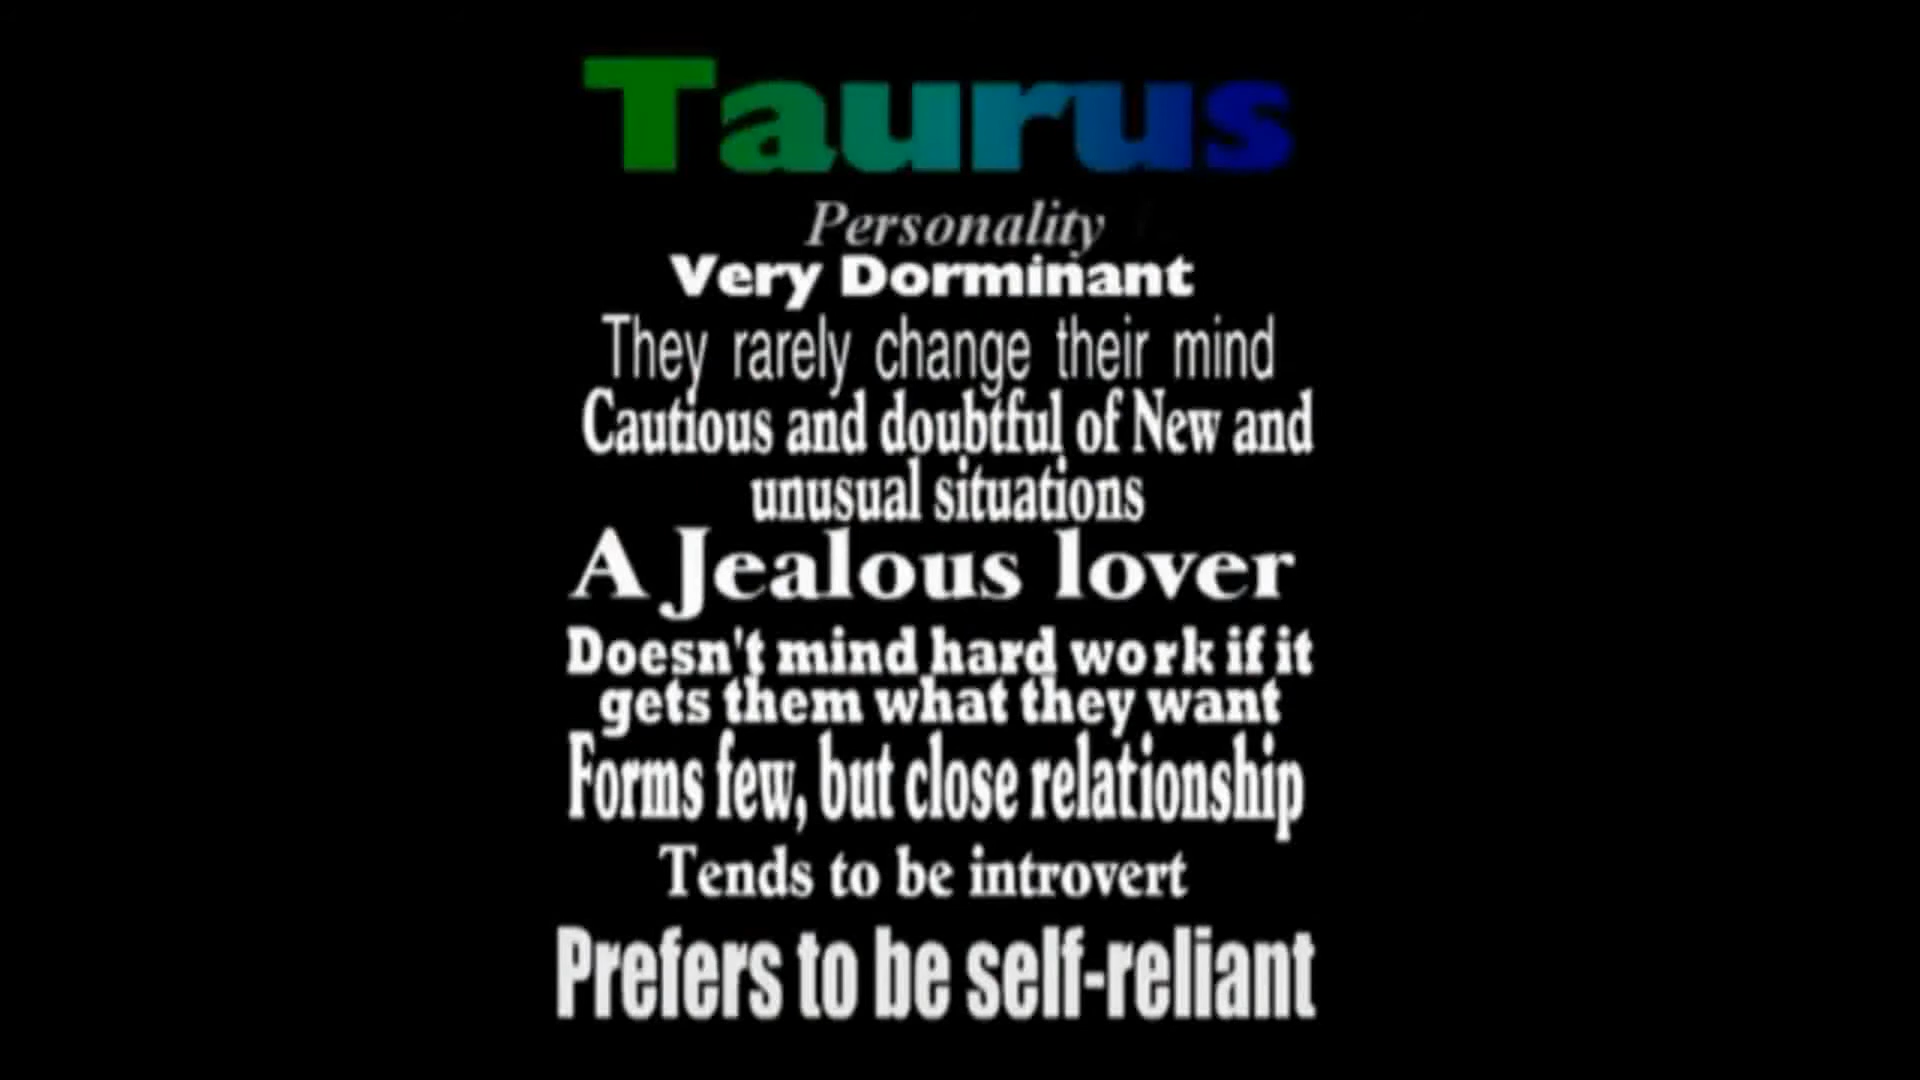 Taurus
Personality
Very Dorminant
They rarely change their mind
Cautious and doubtful of New and
unusual situations
A Jealous lover
Doesn't mind hard work if it
gets them what they want
Forms few, but close relationship
Tends to be introvert
Prefers to be self-reliant